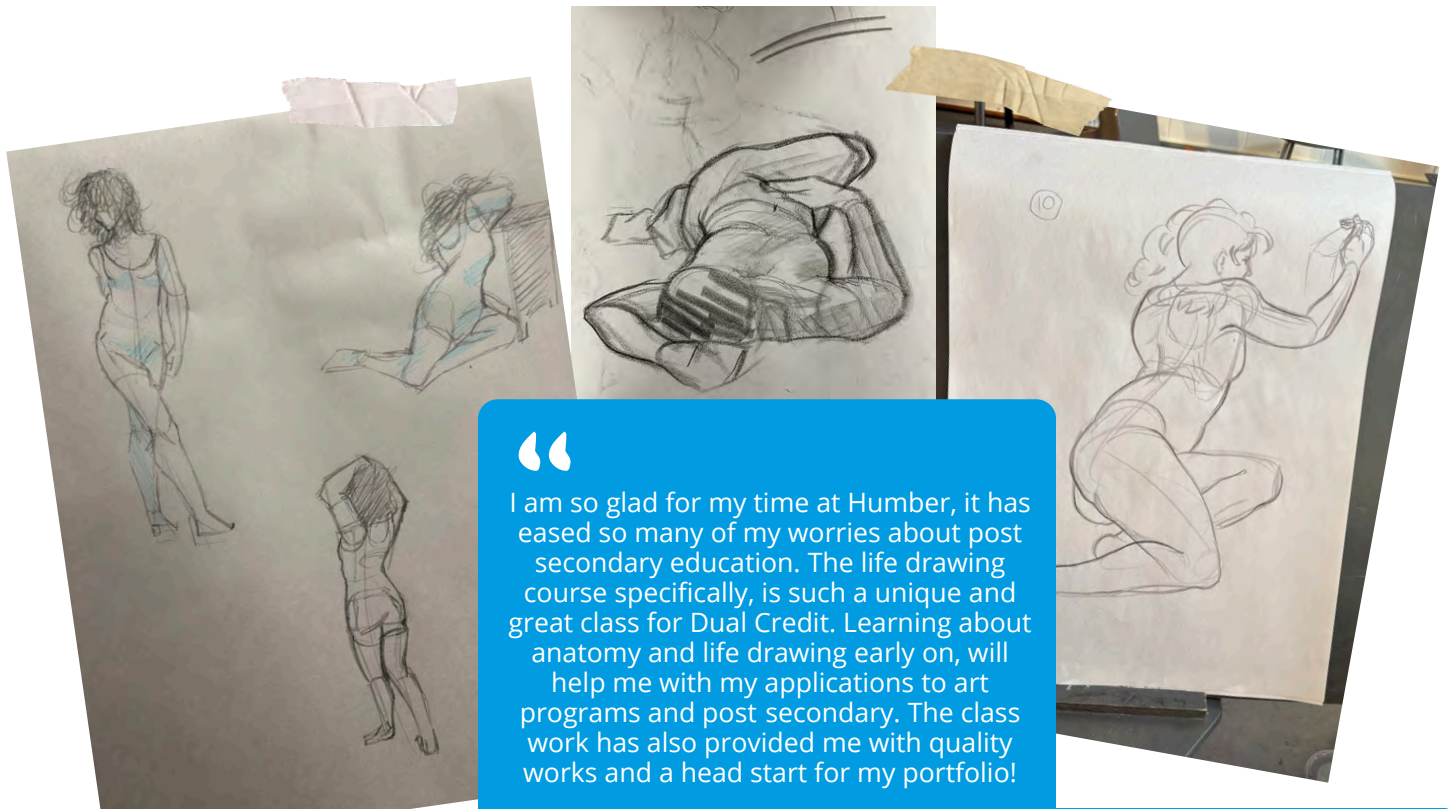 10
“
I am so glad for my time at Humber, it has
eased so many of my worries about post
secondary education. The life drawing
course specifically, is such a unique and
great class for Dual Credit. Learning about
anatomy and life drawing early on, will
help me with my applications to art
programs and post secondary. The class
work has also provided me with quality
works and a head start for my portfolio!